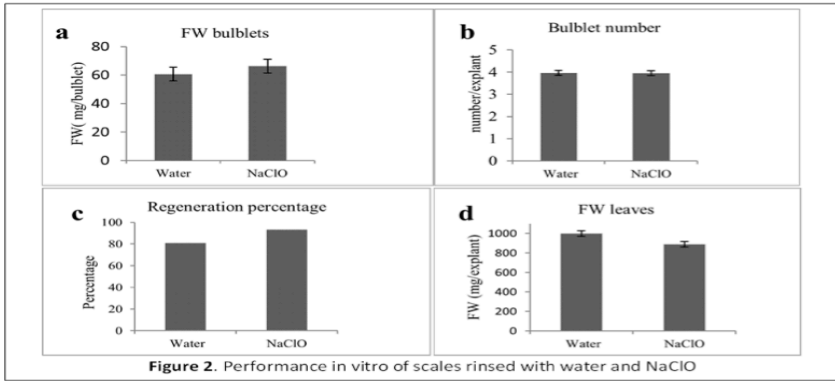 a
FW bulblets
FW( mg/bulblet)
80
60
40
20
0
Water
NaClO
b
Bulblet number
number/explant
5
4
3
2
1
0
Water
NaClO
c
Regeneration percentage
Percentage
100
80
60
40
20
0
Water
NaClO
d
FW leaves
FW (mg/explant)
1000
800
600
400
200
0
Water
NaClO
Figure 2. Performance in vitro of scales rinsed with water and NaClO